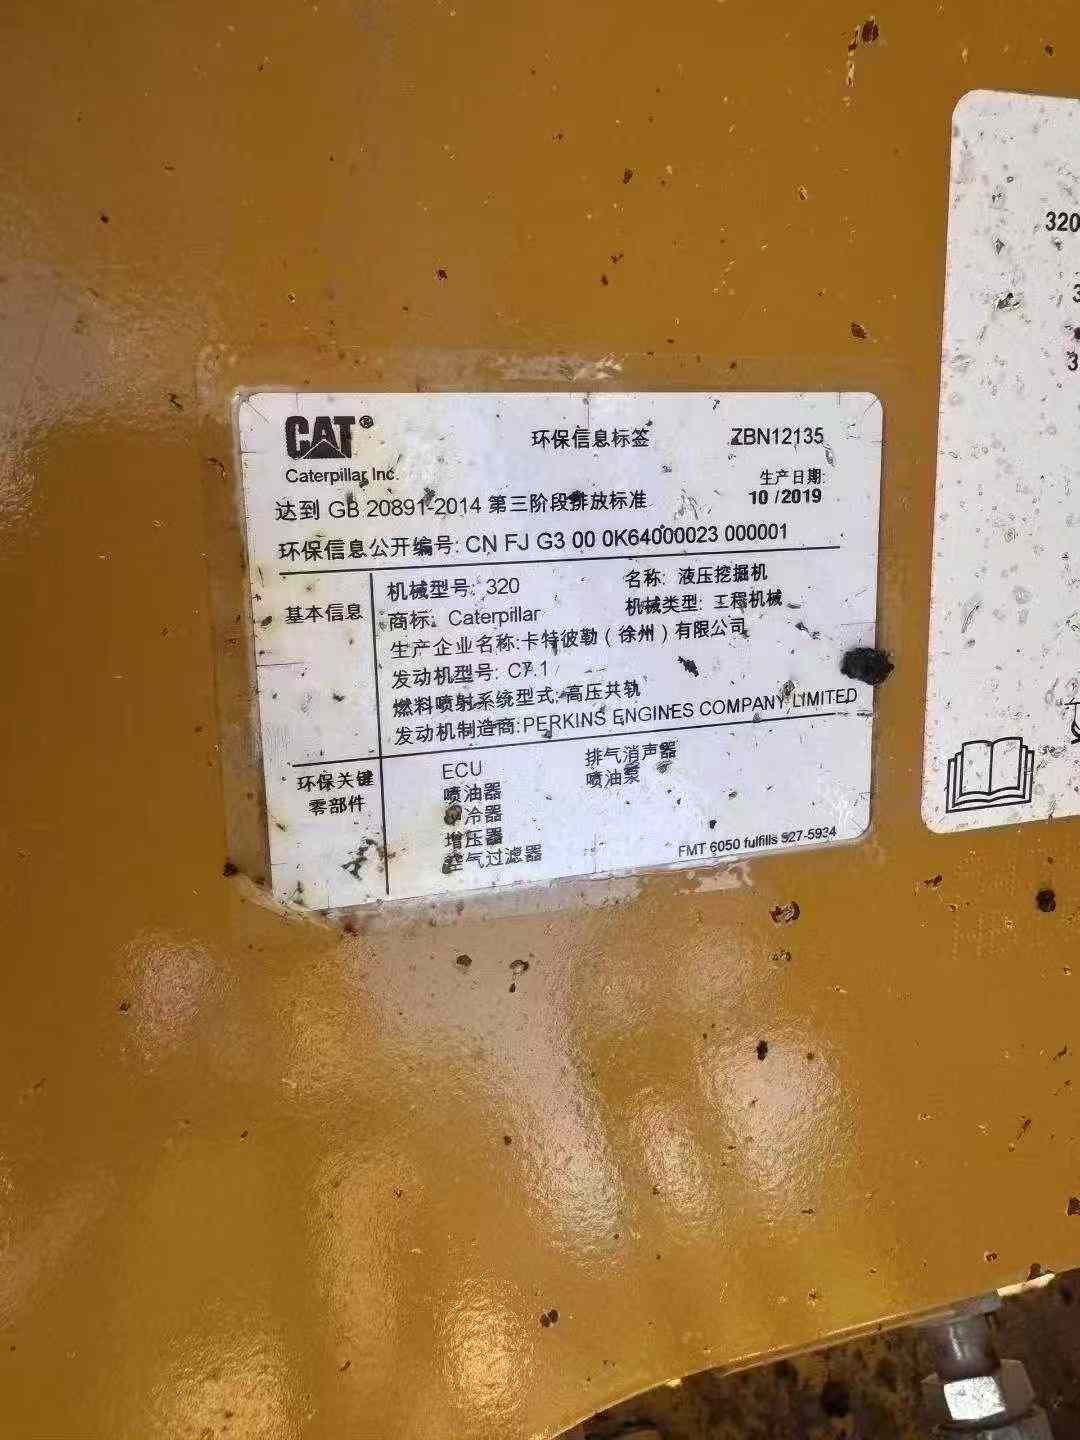 CAT®
Caterpillar Inc.
环保信息标签
ZBN12135
生产日期:
10 /2019
达到 GB 20891-2014 第三阶段排放标准
环保信息公开编号: CN FJ G3 00 0K64000023 000001
基本信息
机械型号: 320
名称: 液压挖掘机
商标: Caterpillar
机械类型: 工程机械
生产企业名称:卡特彼勒（徐州）有限公司
发动机型号: C7.1
燃料喷射系统型式:高压共轨
发动机制造商:PERKINS ENGINES COMPANY LIMITED
环保关键
零部件
ECU
排气消声器
喷油器
喷油泵
冷器
增压器
空气过滤器
FMT 6050 fulfills 527-5934
320